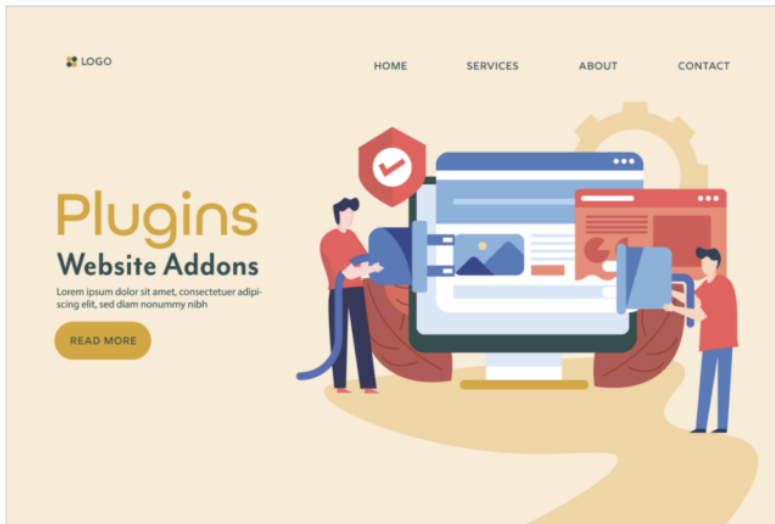 LOGO
HOME SERVICES ABOUT CONTACT
Plugins
Website Addons
Lorem ipsum dolor sit amet, consectetuer adipi-
scing elit, sed diam nonummy nibh
READ MORE